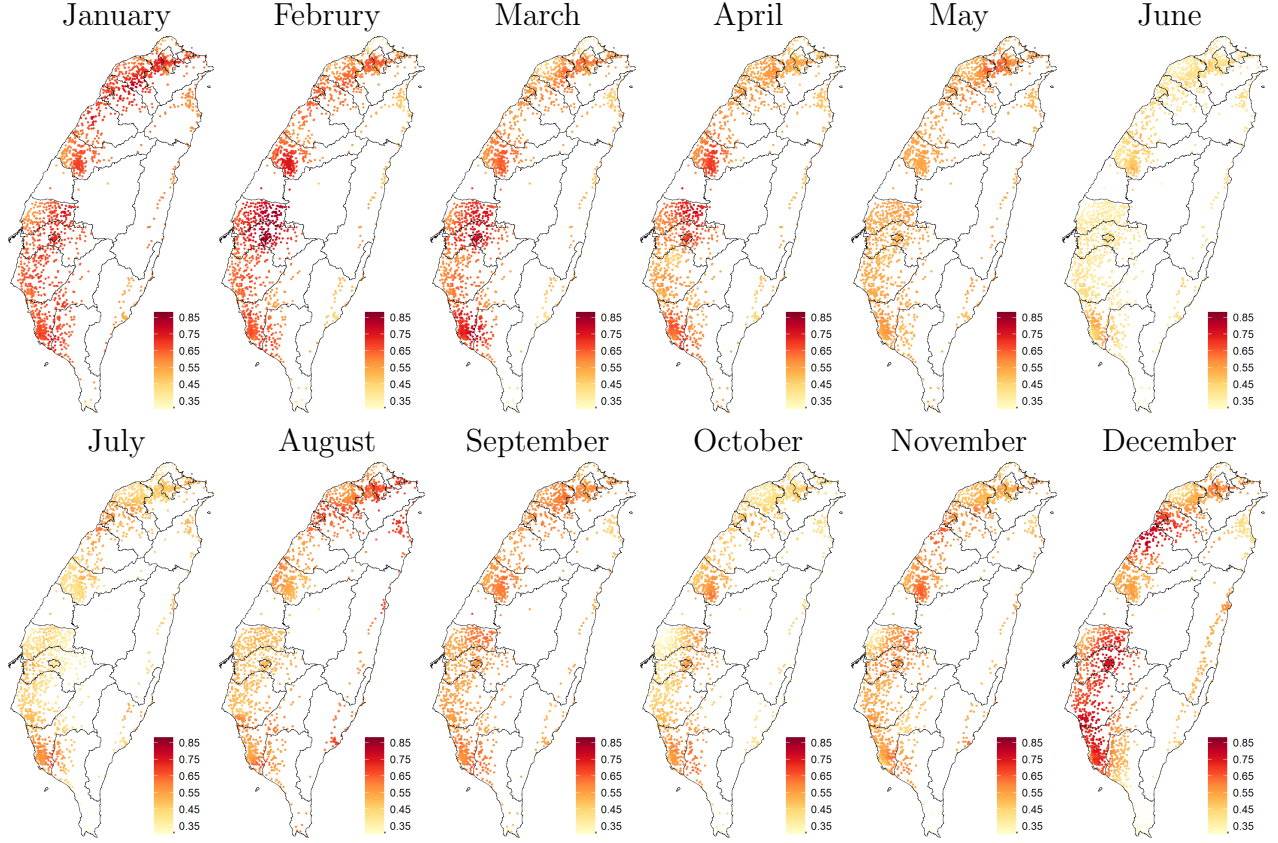 January Februry March April May June
0.85 0.85 0.85 0.85 0.85 0.85
0.75 0.75 0.75 0.75 0.75 0.75
0.65 0.65 0.65 0.65 0.65 0.65
0.55 0.55 0.55 0.55 0.55 0.55
0.45 0.45 0.45 0.45 0.45 0.45
0.35 0.35 0.35 0.35 0.35 0.35
July August September October November December
0.85 0.85 0.85 0.85 0.85 0.85
0.75 0.75 0.75 0.75 0.75 0.75
0.65 0.65 0.65 0.65 0.65 0.65
0.55 0.55 0.55 0.55 0.55 0.55
0.45 0.45 0.45 0.45 0.45 0.45
0.35 0.35 0.35 0.35 0.35 0.35